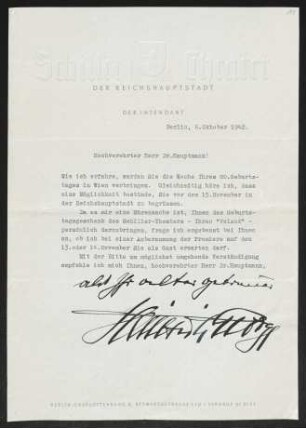 Schiller Theater
DER REICHSHAUPTSTADT
DER INTENDANT
Berlin, 6.Oktober 1942.
Hochverehrter Herr Dr.Hauptmann!
Wie ich erfahre, werden Sie die Woche Ihres 80.Geburts-
tages in Wien verbringen. Gleichzeitig höre ich, dass
eine Möglichkeit bestünde, Sie vor dem 15.November in
der Reichshauptstadt zu begrüssen.
Da es mir eine Ehrensache ist, Ihnen das Geburts-
tagsgeschenk des Schiller-Theaters - Ihren "Veland" -
persönlich darzubringen, frage ich ergebenst bei Ihnen
an, ob ich bei einer Anberaumung der Premiere auf den
13.oder 14.November Sie als Gast erwarten darf.
Mit der Bitte um möglichst umgehende Verständigung
empfehle ich mich Ihnen, hochverehrter Herr Dr.Hauptmann,
als Ihr alter getreuer
Heinrich George
BERLIN-CHARLOTTENBURG 2,